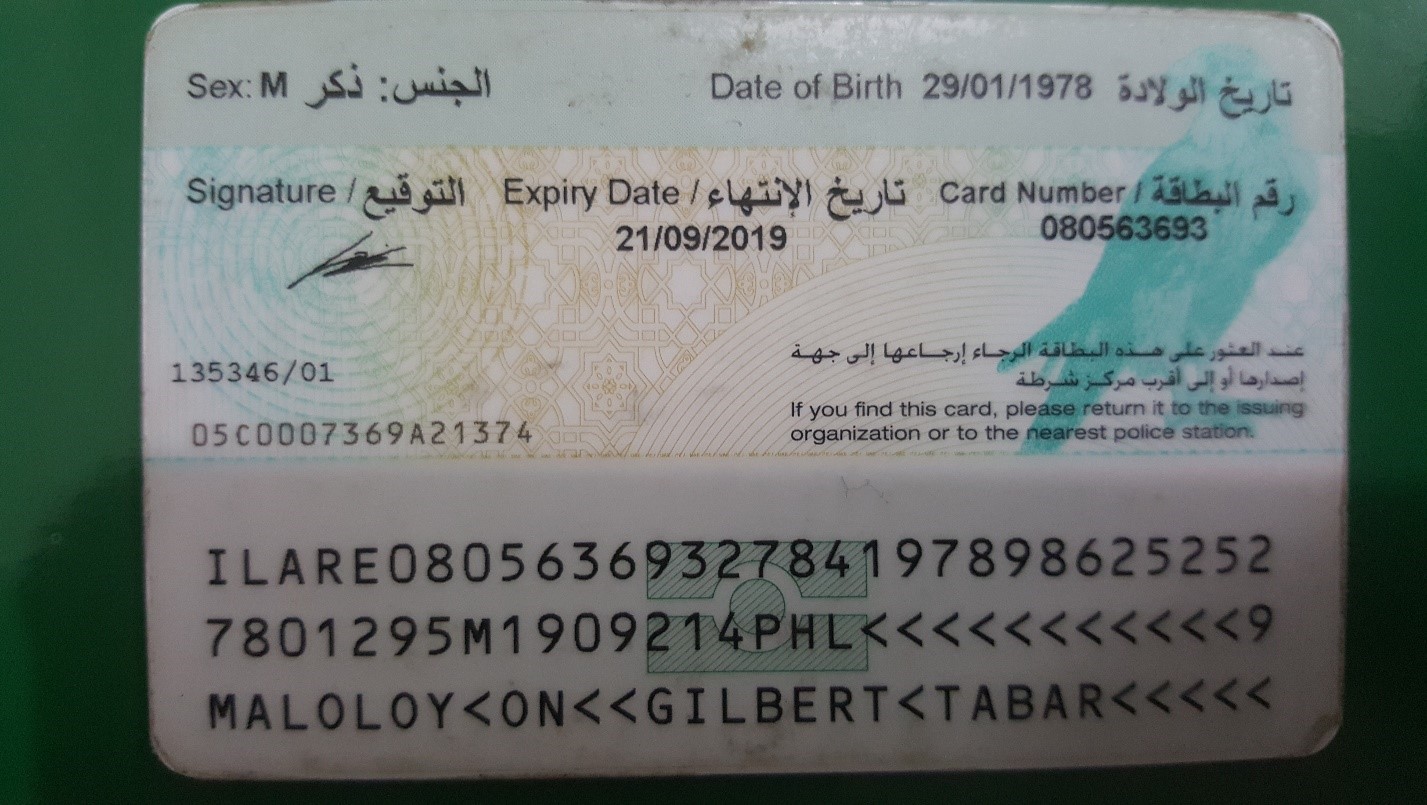 Sex: M الجنس: ذكر
Date of Birth 29/01/1978 تاريخ الولادة
Signature / التوقيع
Expiry Date / تاريخ الإنتهاء
21/09/2019
Card Number / رقم البطاقة
080563693
عند العثور على هذه البطاقة الرجاء إرجاعها إلى جهة
إصدارها أو إلى أقرب مركز شرطة
If you find this card, please return it to the issuing
organization or to the nearest police station.
135346/01
05C0007369A21374
ILARE0805636932784197898625252
7801295M1909214PHL<<<<<<<<<<<9
MALOLOY<ON<<GILBERT<TABAR<<<<<